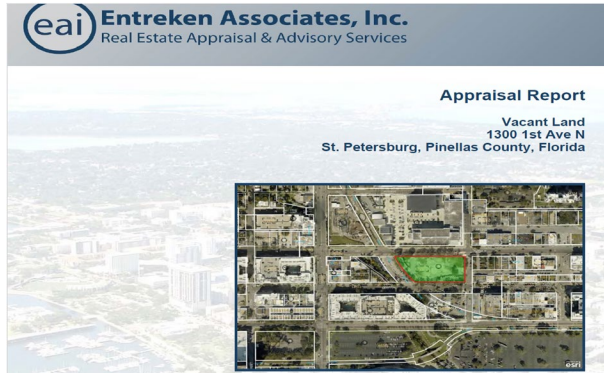 eai
Entreken Associates, Inc.
Real Estate Appraisal & Advisory Services
Appraisal Report
Vacant Land
1300 1st Ave N
St. Petersburg, Pinellas County, Florida
esri